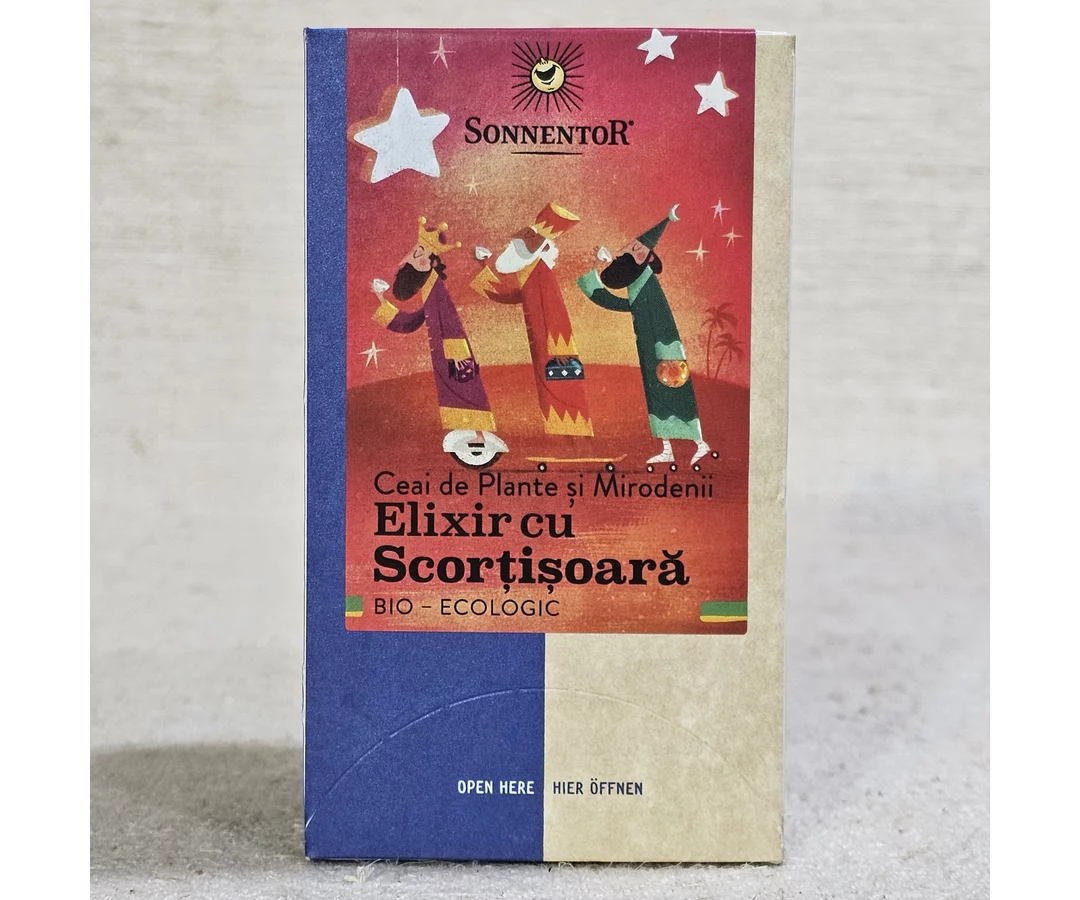 SONNENTOR®
Ceai de Plante și Mirodenii
Elixir cu
Scorțișoară
BIO – ECOLOGIC
OPEN HERE HIER ÖFFNEN